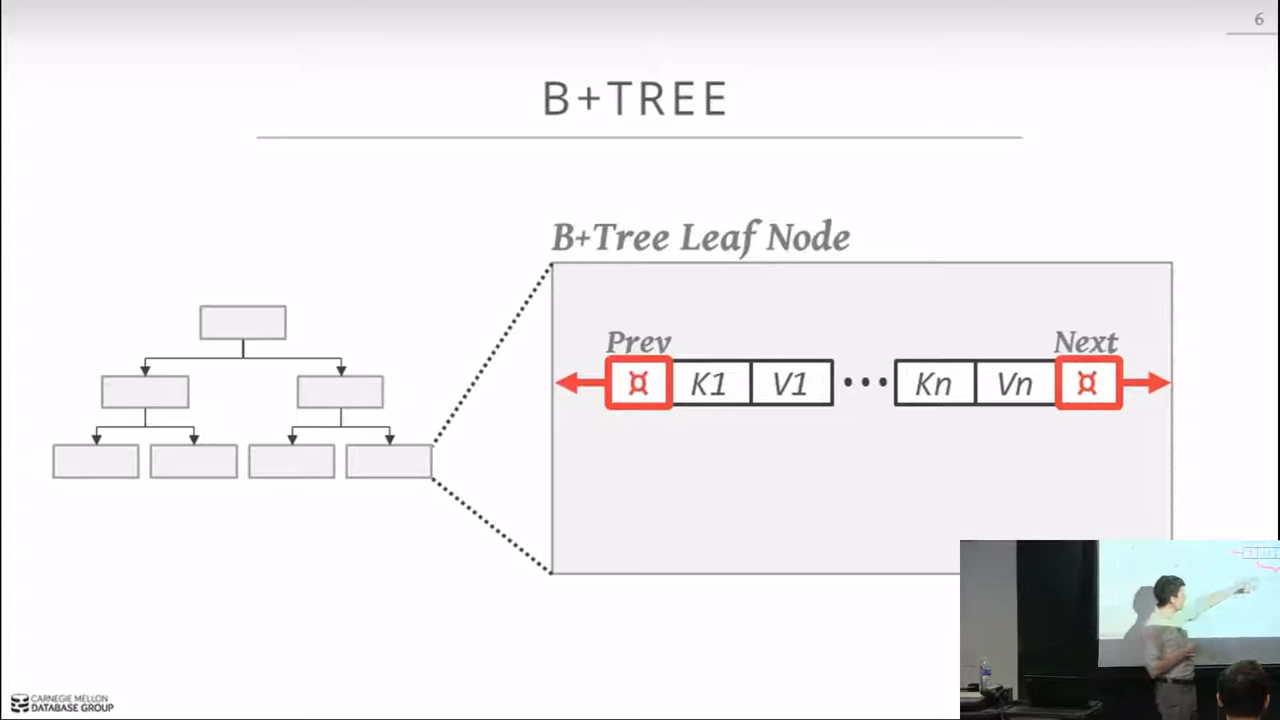 6
B+TREE
B+Tree Leaf Node
Prev
Next
¤ K1 V1 ••• Kn Vn ¤
CARNEGIE MELLON
DATABASE GROUP